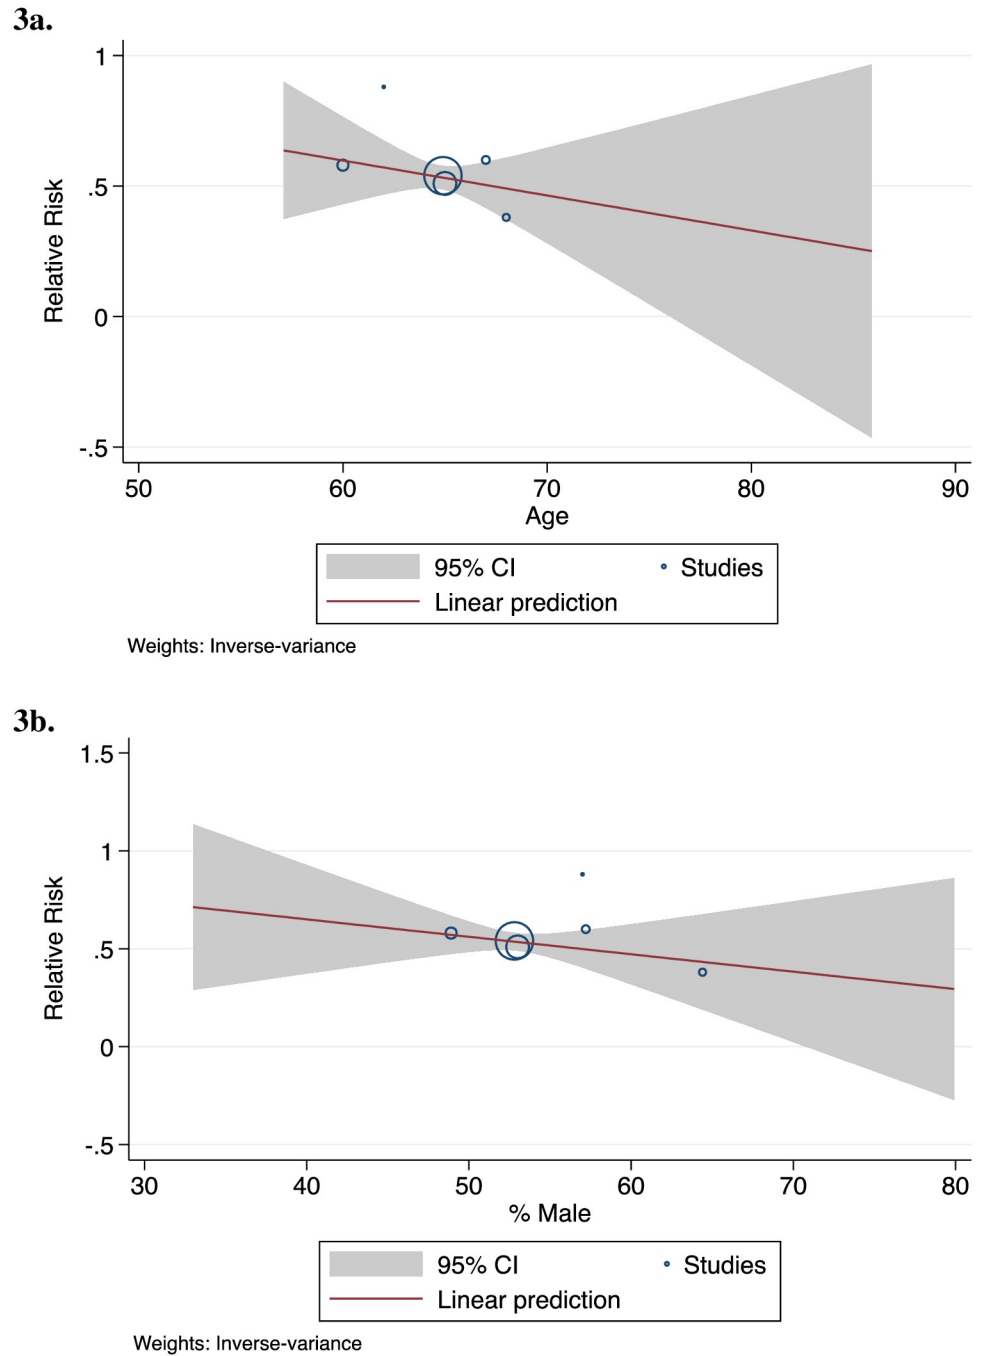 3a.
1
.5
0
-.5
Relative Risk
50 60 70 80 90
Age
95% CI Studies
Linear prediction
Weights: Inverse-variance
3b.
1.5
1
.5
0
-.5
Relative Risk
30 40 50 60 70 80
% Male
95% CI Studies
Linear prediction
Weights: Inverse-variance